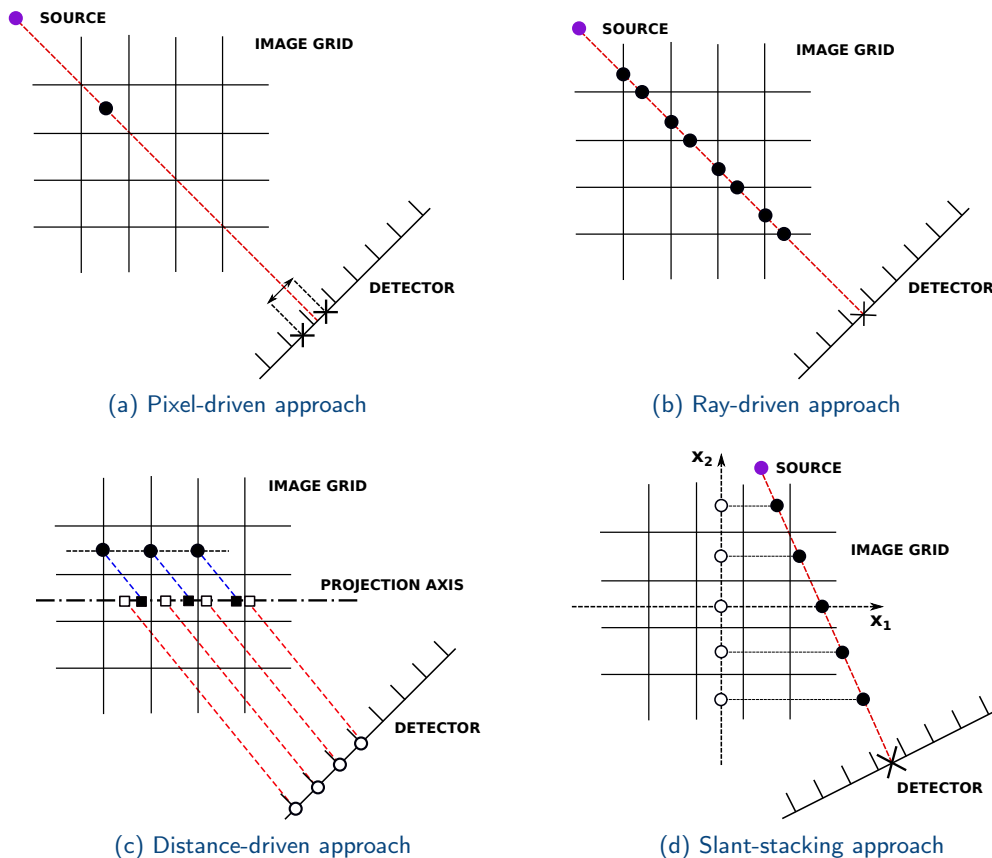 SOURCE
IMAGE GRID
DETECTOR
(a) Pixel-driven approach
SOURCE
IMAGE GRID
DETECTOR
(b) Ray-driven approach
IMAGE GRID
PROJECTION AXIS
DETECTOR
(c) Distance-driven approach
x₂
SOURCE
IMAGE GRID
x₁
DETECTOR
(d) Slant-stacking approach